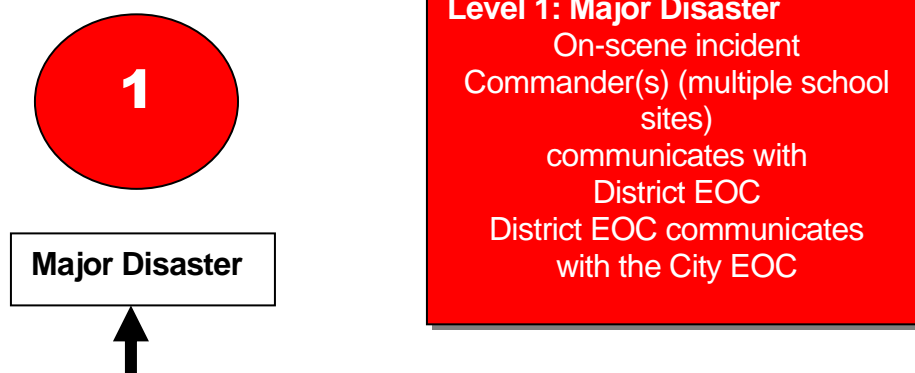 1
Major Disaster
Level 1: Major Disaster
On-scene incident
Commander(s) (multiple school
sites)
communicates with
District EOC
District EOC communicates
with the City EOC